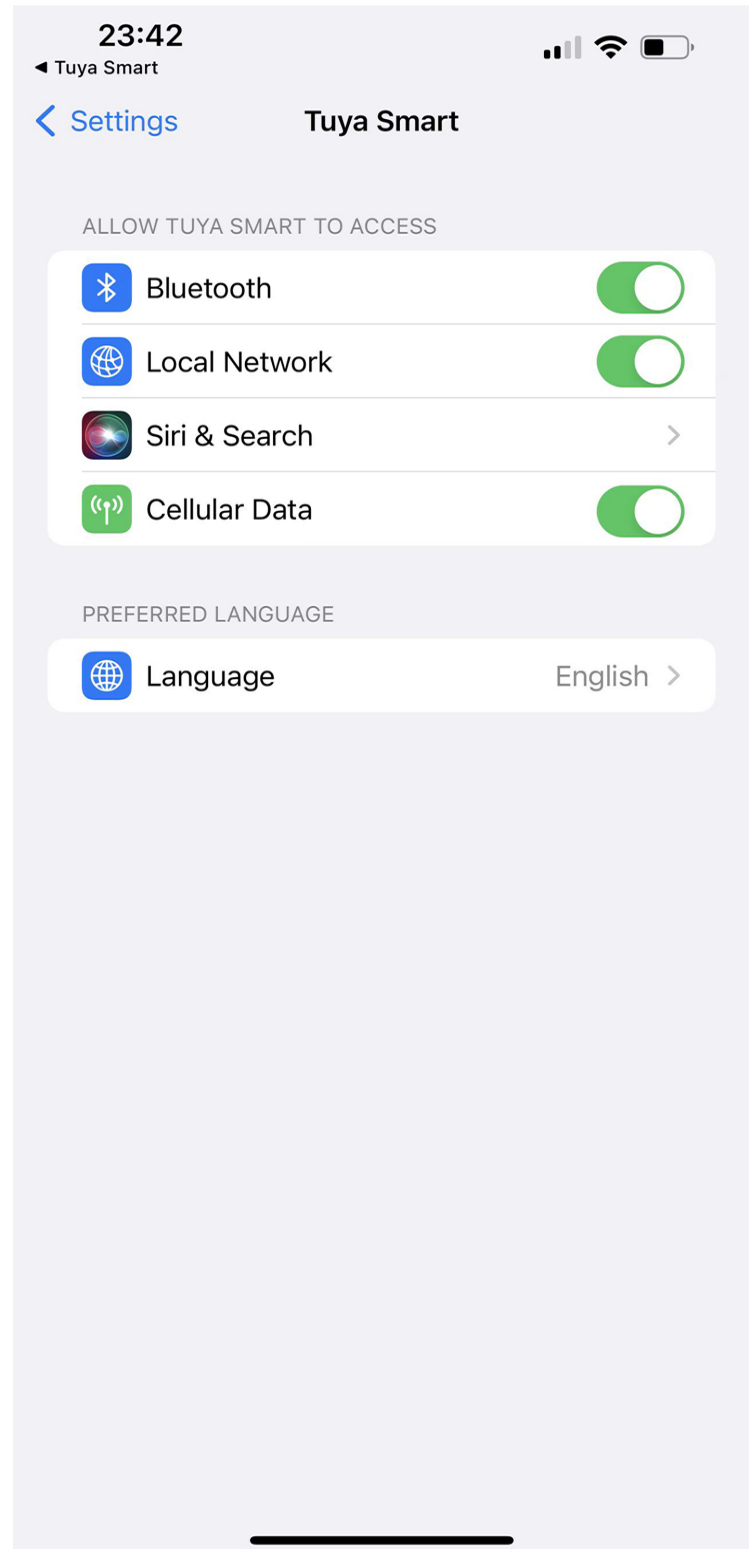 23:42
◀ Tuya Smart
Settings
Tuya Smart
ALLOW TUYA SMART TO ACCESS
Bluetooth
Local Network
Siri & Search
Cellular Data
PREFERRED LANGUAGE
Language
English